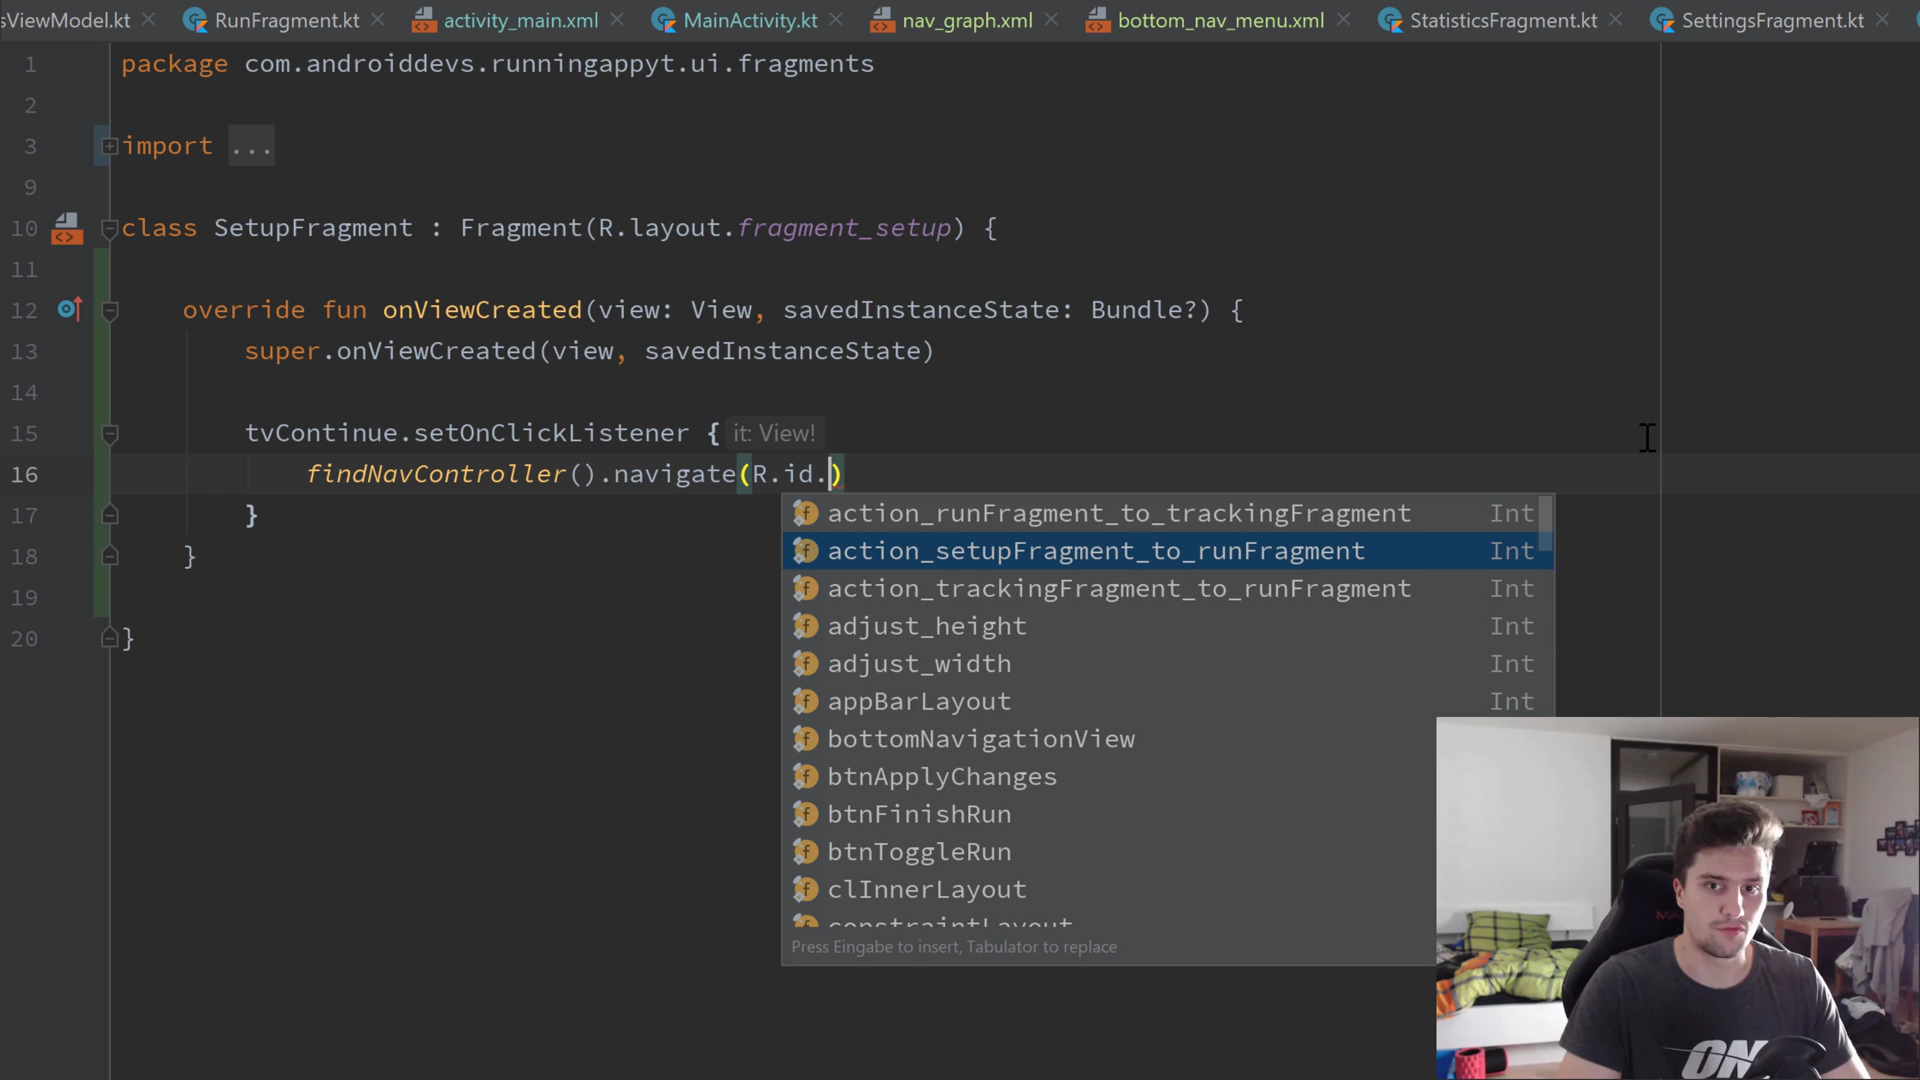 sViewModel.kt RunFragment.kt activity_main.xml MainActivity.kt nav_graph.xml bottom_nav_menu.xml StatisticsFragment.kt SettingsFragment.kt
1 package com.androiddevs.runningappyt.ui.fragments
2
3 import ...
9
10 class SetupFragment : Fragment(R.layout.fragment_setup) {
11
12 override fun onViewCreated(view: View, savedInstanceState: Bundle?) {
13 super.onViewCreated(view, savedInstanceState)
14
15 tvContinue.setOnClickListener { it: View!
16 findNavController().navigate(R.id.)
17 }
18 }
19
20 }
action_runFragment_to_trackingFragment Int
action_setupFragment_to_runFragment Int
action_trackingFragment_to_runFragment Int
adjust_height Int
adjust_width Int
appBarLayout Int
bottomNavigationView
btnApplyChanges
btnFinishRun
btnToggleRun
clInnerLayout
constraintLayout
Press Eingabe to insert, Tabulator to replace
ON